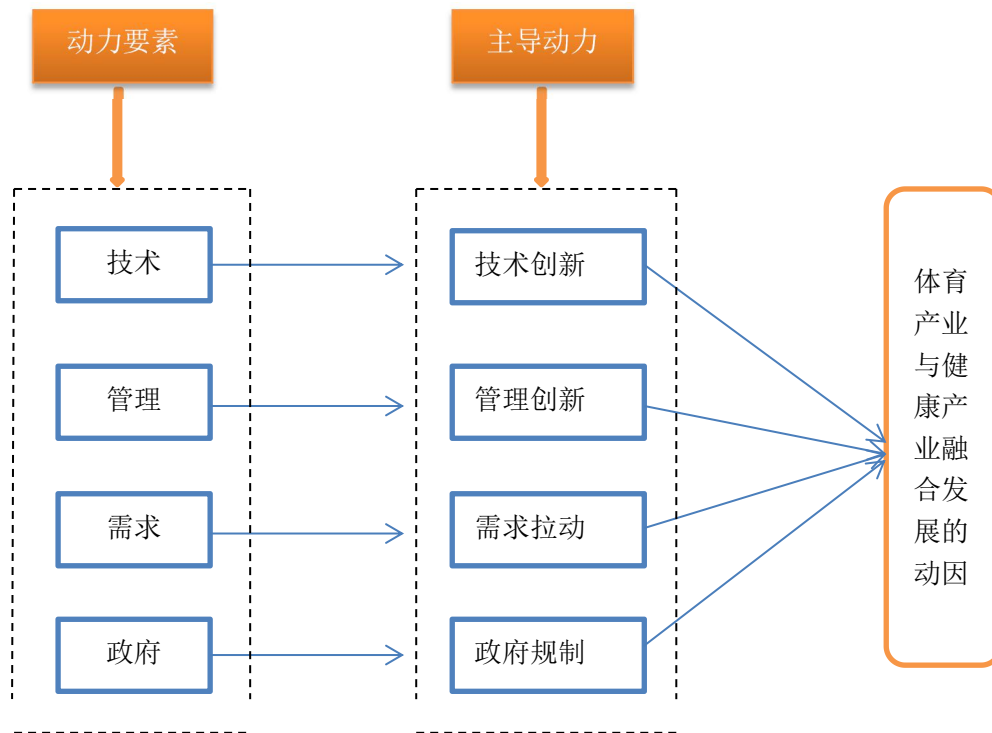 动力要素
主导动力
技术
技术创新
管理
管理创新
需求
需求拉动
政府
政府规制
体育
产业
与健
康产
业融
合发
展的
动因